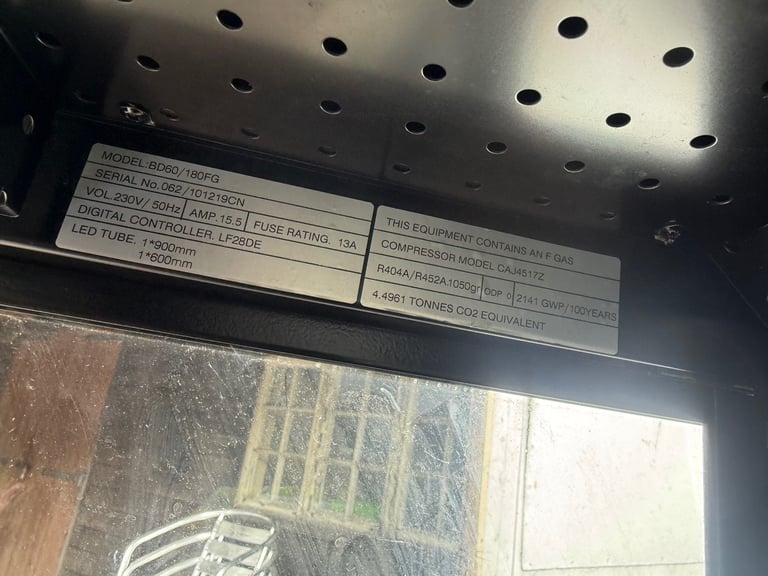 MODEL:BD60/180FG
SERIAL No.062/101219CN
VOL.230V/ 50Hz AMP.15.5 FUSE RATING. 13A
DIGITAL CONTROLLER. LF28DE
LED TUBE. 1*900mm
1*600mm
THIS EQUIPMENT CONTAINS AN F GAS
COMPRESSOR MODEL CAJ4517Z
R404A/R452A.1050gr ODP 0 2141 GWP/100YEARS
4.4961 TONNES CO2 EQUIVALENT